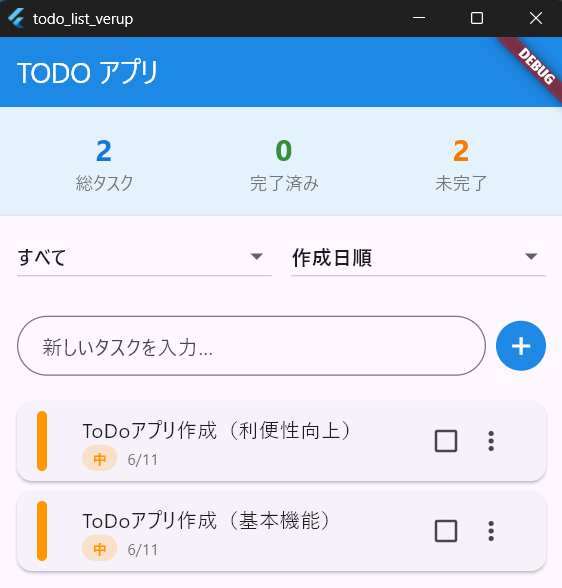 todo_list_verup
TODO アプリ
DEBUG
2 0 2
総タスク 完了済み 未完了
すべて 作成日順
新しいタスクを入力...
ToDoアプリ作成（利便性向上）
中 6/11
ToDoアプリ作成（基本機能）
中 6/11